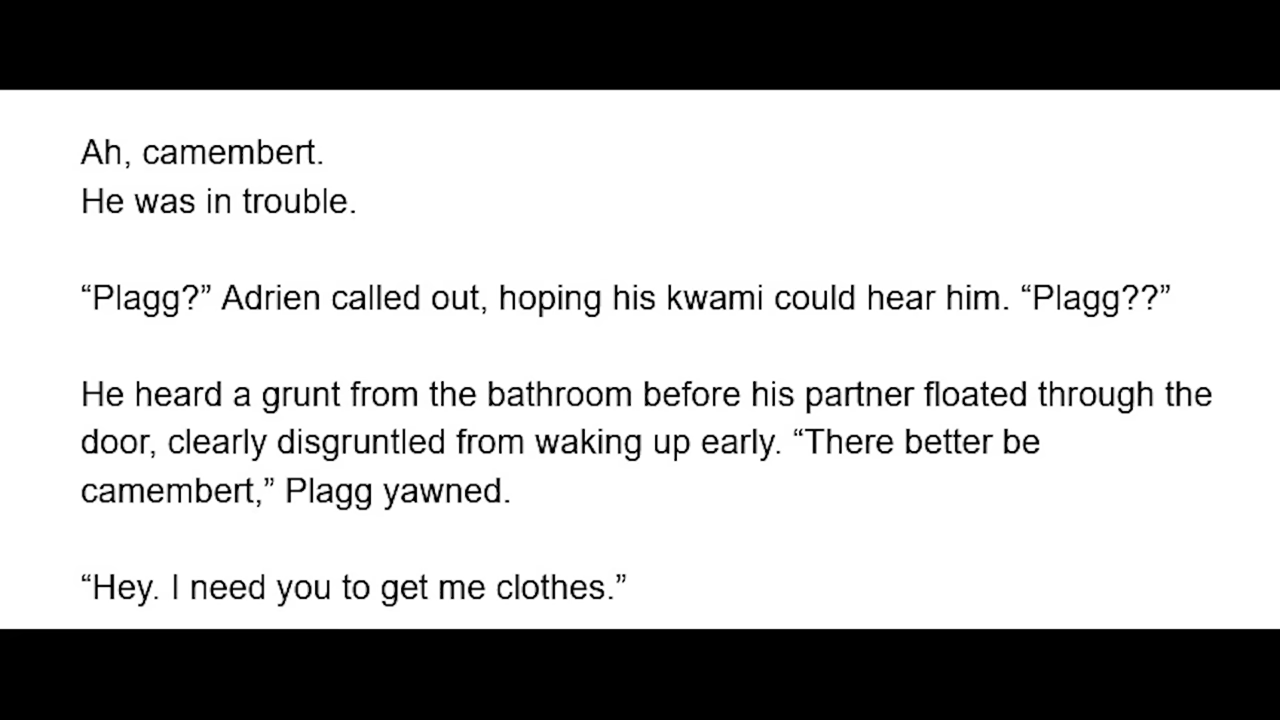 Ah, camembert.
He was in trouble.
“Plagg?” Adrien called out, hoping his kwami could hear him. “Plagg??”
He heard a grunt from the bathroom before his partner floated through the
door, clearly disgruntled from waking up early. “There better be
camembert,” Plagg yawned.
“Hey. I need you to get me clothes.”